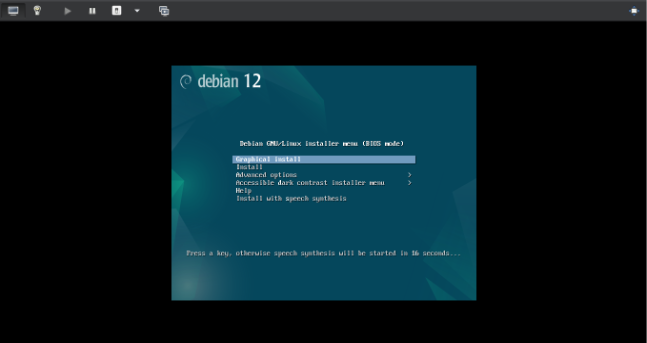 debian 12
Debian GNU/Linux installer menu (BIOS mode)
Graphical install
Install
Advanced options >
Accessible dark contrast installer menu >
Help
Install with speech synthesis
Press a key, otherwise speech synthesis will be started in 16 seconds...